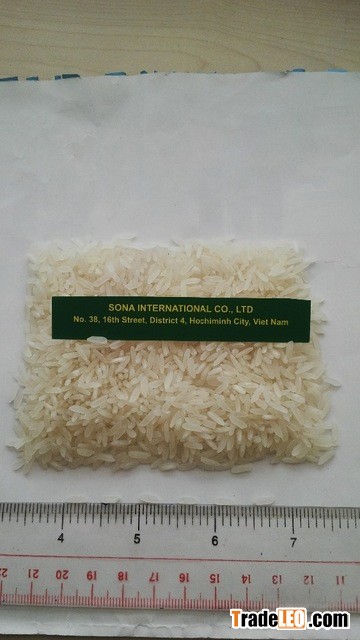 SONA INTERNATIONAL CO., LTD
No. 38, 16th Street, District 4, Hochiminh City, Viet Nam
4 5 6 7
22 21 20 19 18 17 16 15 14 13 12 11
TradeLEO.com